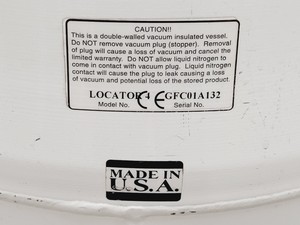 CAUTION!!
This is a double-walled vacuum insulated vessel.
Do NOT remove vacuum plug (stopper). Removal
of plug will cause a loss of vacuum and cancel the
limited warranty. Do NOT allow liquid nitrogen to
come in contact with vacuum plug. Liquid nitrogen
contact will cause the plug to leak causing a loss of
vacuum and potential loss of the stored product.
LOCATOR 4 CE GFC01A132
Model No. Serial No.
MADE IN
U.S.A.